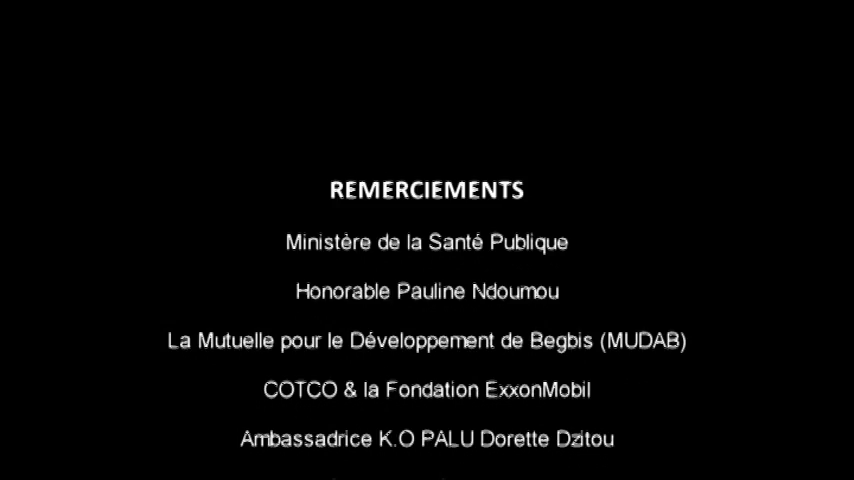 REMERCIEMENTS
Ministère de la Santé Publique
Honorable Pauline Ndoumou
La Mutuelle pour le Développement de Begbis (MUDAB)
COTCO & la Fondation ExxonMobil
Ambassadrice K.O PALU Dorette Dzitou